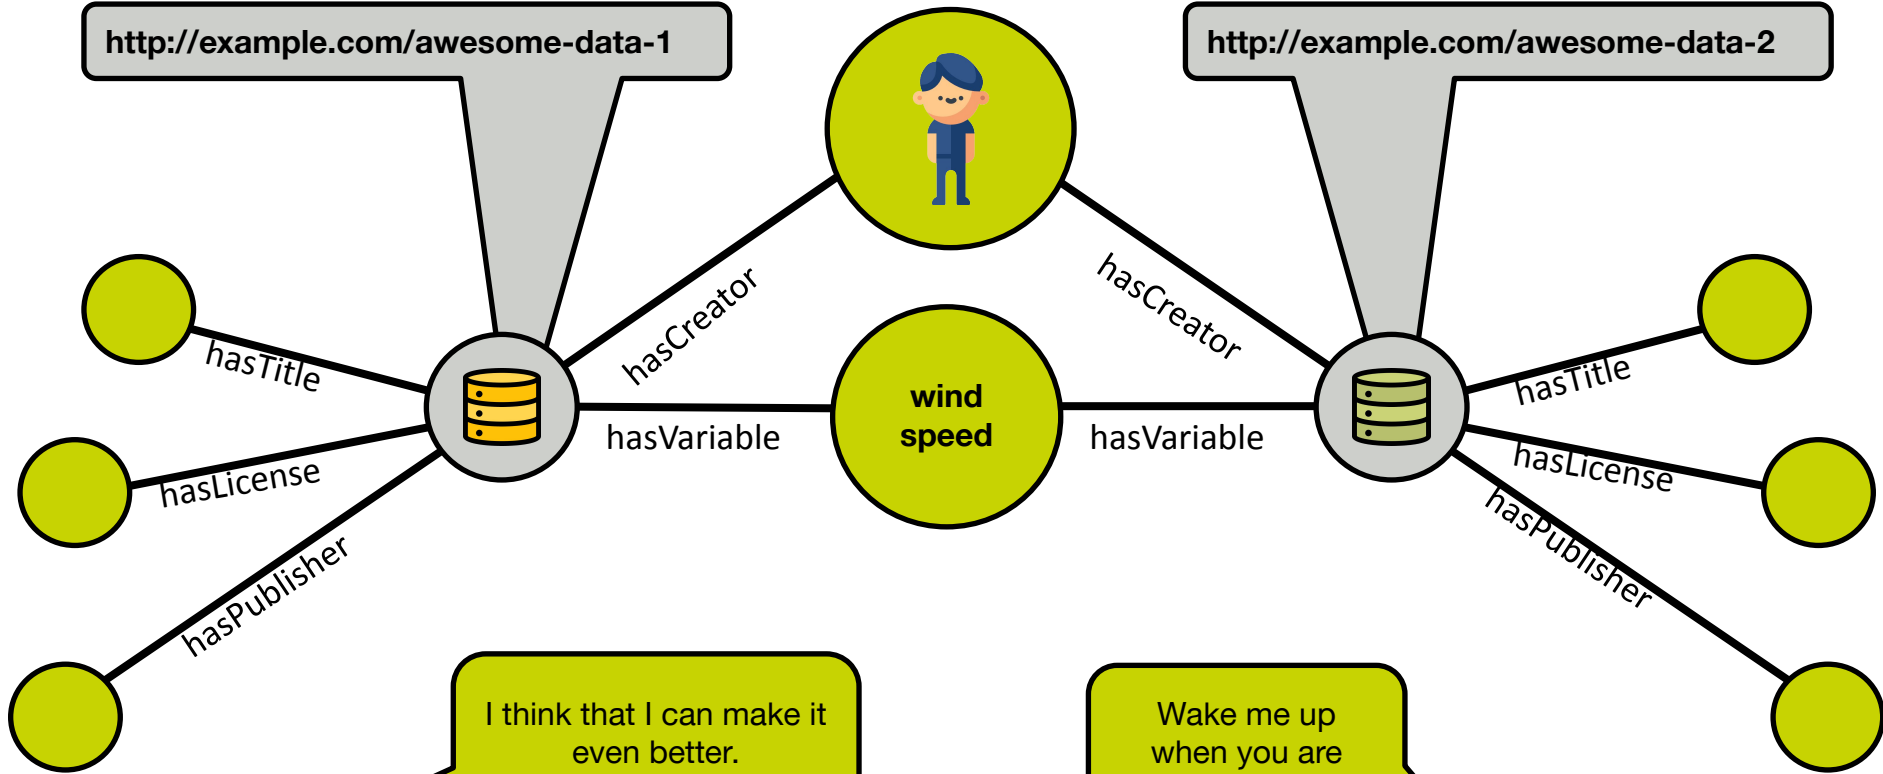 http://example.com/awesome-data-1
http://example.com/awesome-data-2
hasCreator
hasCreator
hasTitle
hasTitle
wind
speed
hasVariable
hasVariable
hasLicense
hasLicense
hasPublisher
hasPublisher
I think that I can make it
even better.
Wake me up
when you are